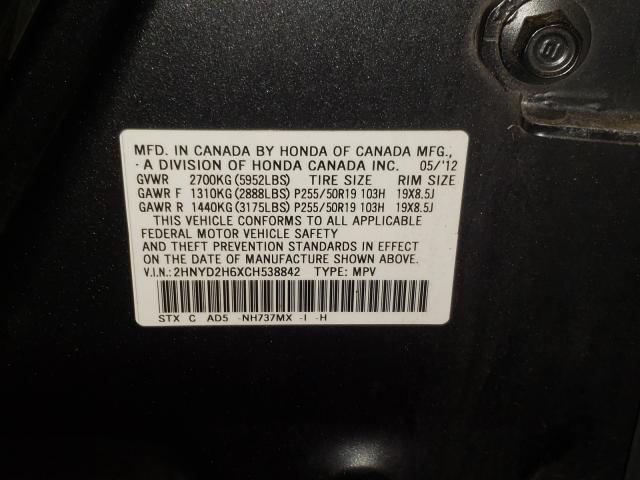 MFD. IN CANADA BY HONDA OF CANADA MFG.,
A DIVISION OF HONDA CANADA INC. 05/'12
GVWR 2700KG (5952LBS) TIRE SIZE RIM SIZE
GAWR F 1310KG (2888LBS) P255/50R19 103H 19X8.5J
GAWR R 1440KG (3175LBS) P255/50R19 103H 19X8.5J
THIS VEHICLE CONFORMS TO ALL APPLICABLE
FEDERAL MOTOR VEHICLE SAFETY
AND THEFT PREVENTION STANDARDS IN EFFECT
ON THE DATE OF MANUFACTURE SHOWN ABOVE.
V.I.N.:2HNYD2H6XCH538842 TYPE: MPV
STX C AD5 -NH737MX -I -H